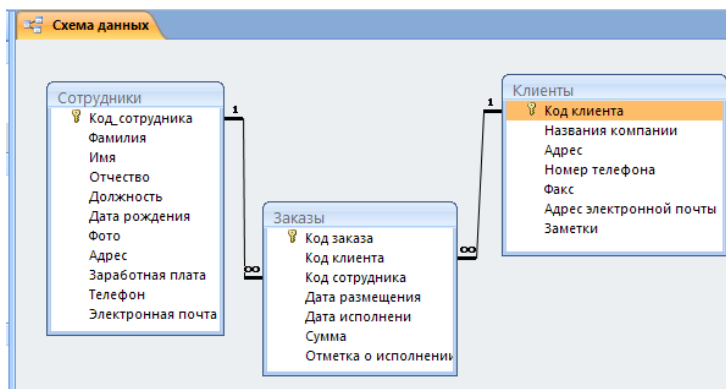 Схема данных
Сотрудники
Код_сотрудника
Фамилия
Имя
Отчество
Должность
Дата рождения
Фото
Адрес
Заработная плата
Телефон
Электронная почта
1
∞
Заказы
Код заказа
Код клиента
Код сотрудника
Дата размещения
Дата исполнени
Сумма
Отметка о исполнении
1
∞
Клиенты
Код клиента
Названия компании
Адрес
Номер телефона
Факс
Адрес электронной почты
Заметки